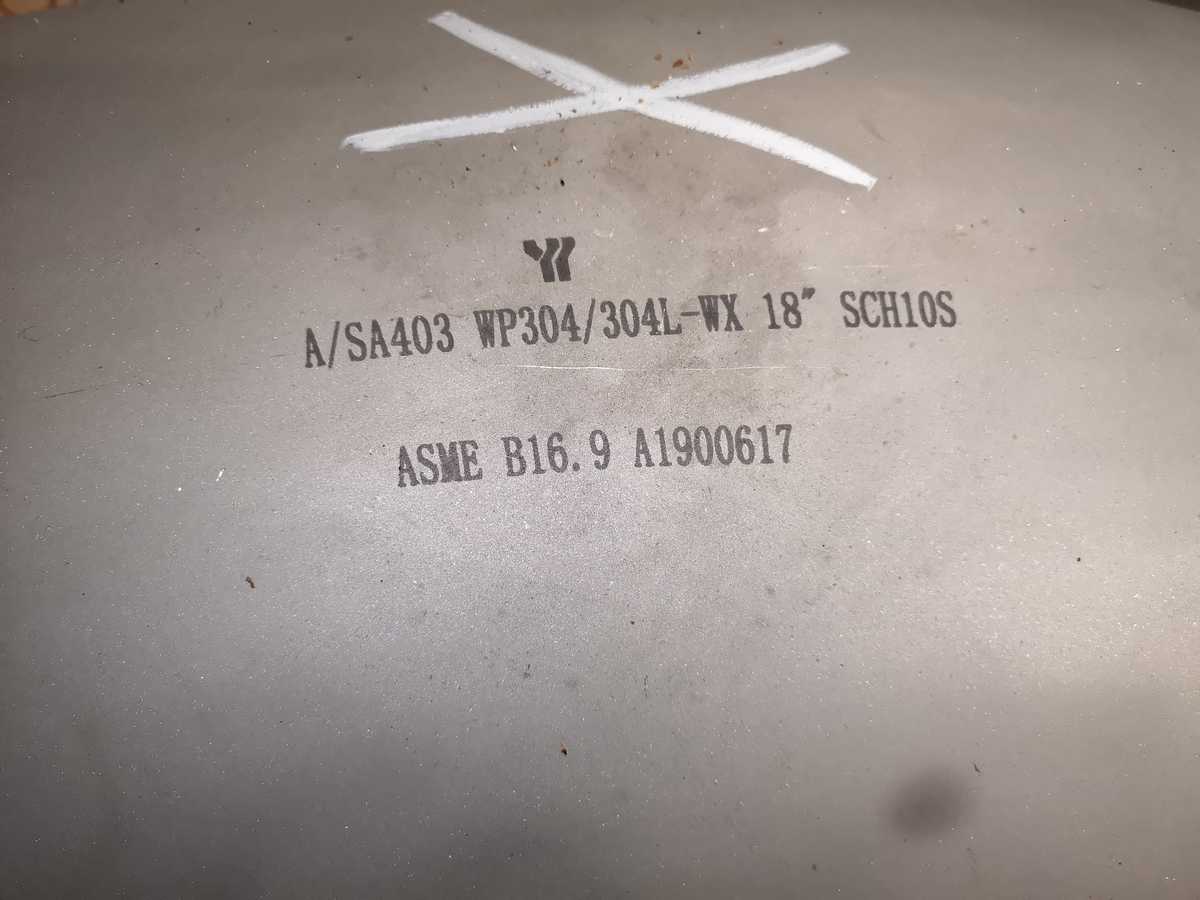 A/SA403 WP304/304L-WX 18" SCH10S
ASME B16.9 A1900617